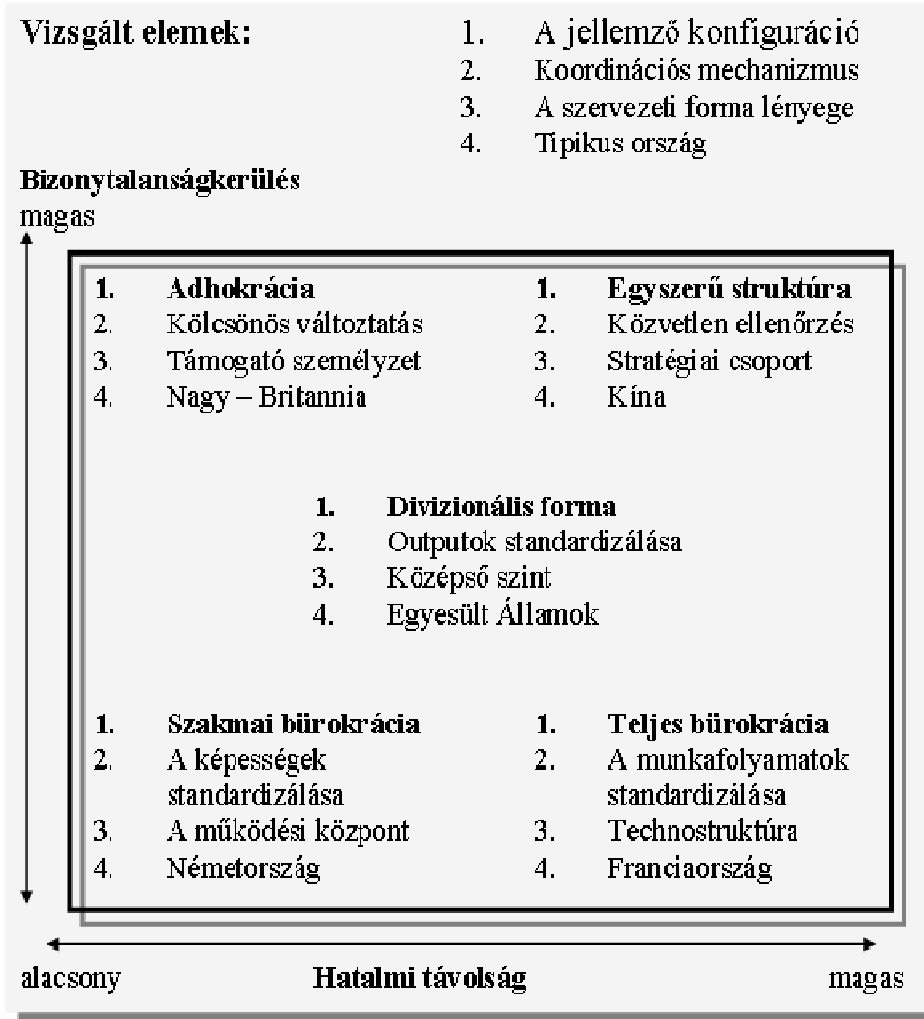 Vizsgált elemek:
1. A jellemző konfiguráció
2. Koordinációs mechanizmus
3. A szervezeti forma lényege
4. Tipikus ország
Bizonytalanságkerülés
magas
1. Adhokrácia
2. Kölcsönös változtatás
3. Támogató személyzet
4. Nagy – Britannia
1. Egyszerű struktúra
2. Közvetlen ellenőrzés
3. Stratégiai csoport
4. Kína
1. Divizionális forma
2. Outputok standardizálása
3. Középső szint
4. Egyesült Államok
1. Szakmai bürokrácia
2. A képességek
standardizálása
3. A működési központ
4. Németország
1. Teljes bürokrácia
2. A munkafolyamatok
standardizálása
3. Technostruktúra
4. Franciaország
alacsony Hatalmi távolság magas